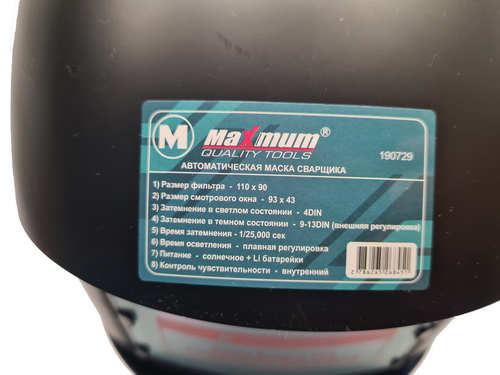 M MaXmum®
QUALITY TOOLS
190729
АВТОМАТИЧЕСКАЯ МАСКА СВАРЩИКА
1) Размер фильтра - 110 х 90
2) Размер смотрового окна - 93 х 43
3) Затемнение в светлом состоянии - 4DIN
4) Затемнение в темном состоянии - 9-13DIN (внешняя регулировка)
5) Время затемнения - 1/25,000 сек
6) Время осветления - плавная регулировка
7) Питание - солнечное + Li батарейки
8) Контроль чувствительности - внутренний